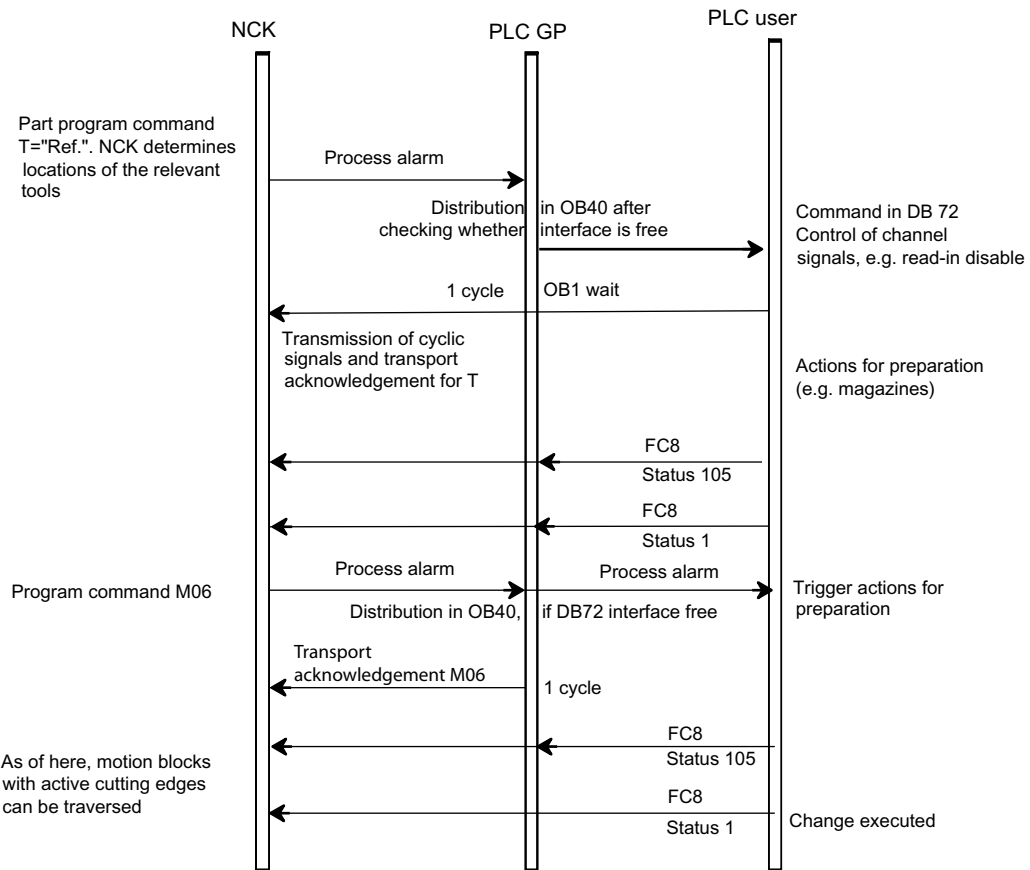 NCK
PLC GP
PLC user
Part program command
T="Ref.". NCK determines
locations of the relevant
tools
Process alarm
Distribution in OB40 after
checking whether interface is free
Command in DB 72
Control of channel
signals, e.g. read-in disable
1 cycle OB1 wait
Transmission of cyclic
signals and transport
acknowledgement for T
Actions for preparation
(e.g. magazines)
FC8
Status 105
FC8
Status 1
Program command M06
Process alarm
Process alarm
Distribution in OB40, if DB72 interface free
Trigger actions for
preparation
Transport
acknowledgement M06
1 cycle
FC8
Status 105
As of here, motion blocks
with active cutting edges
can be traversed
FC8
Status 1
Change executed